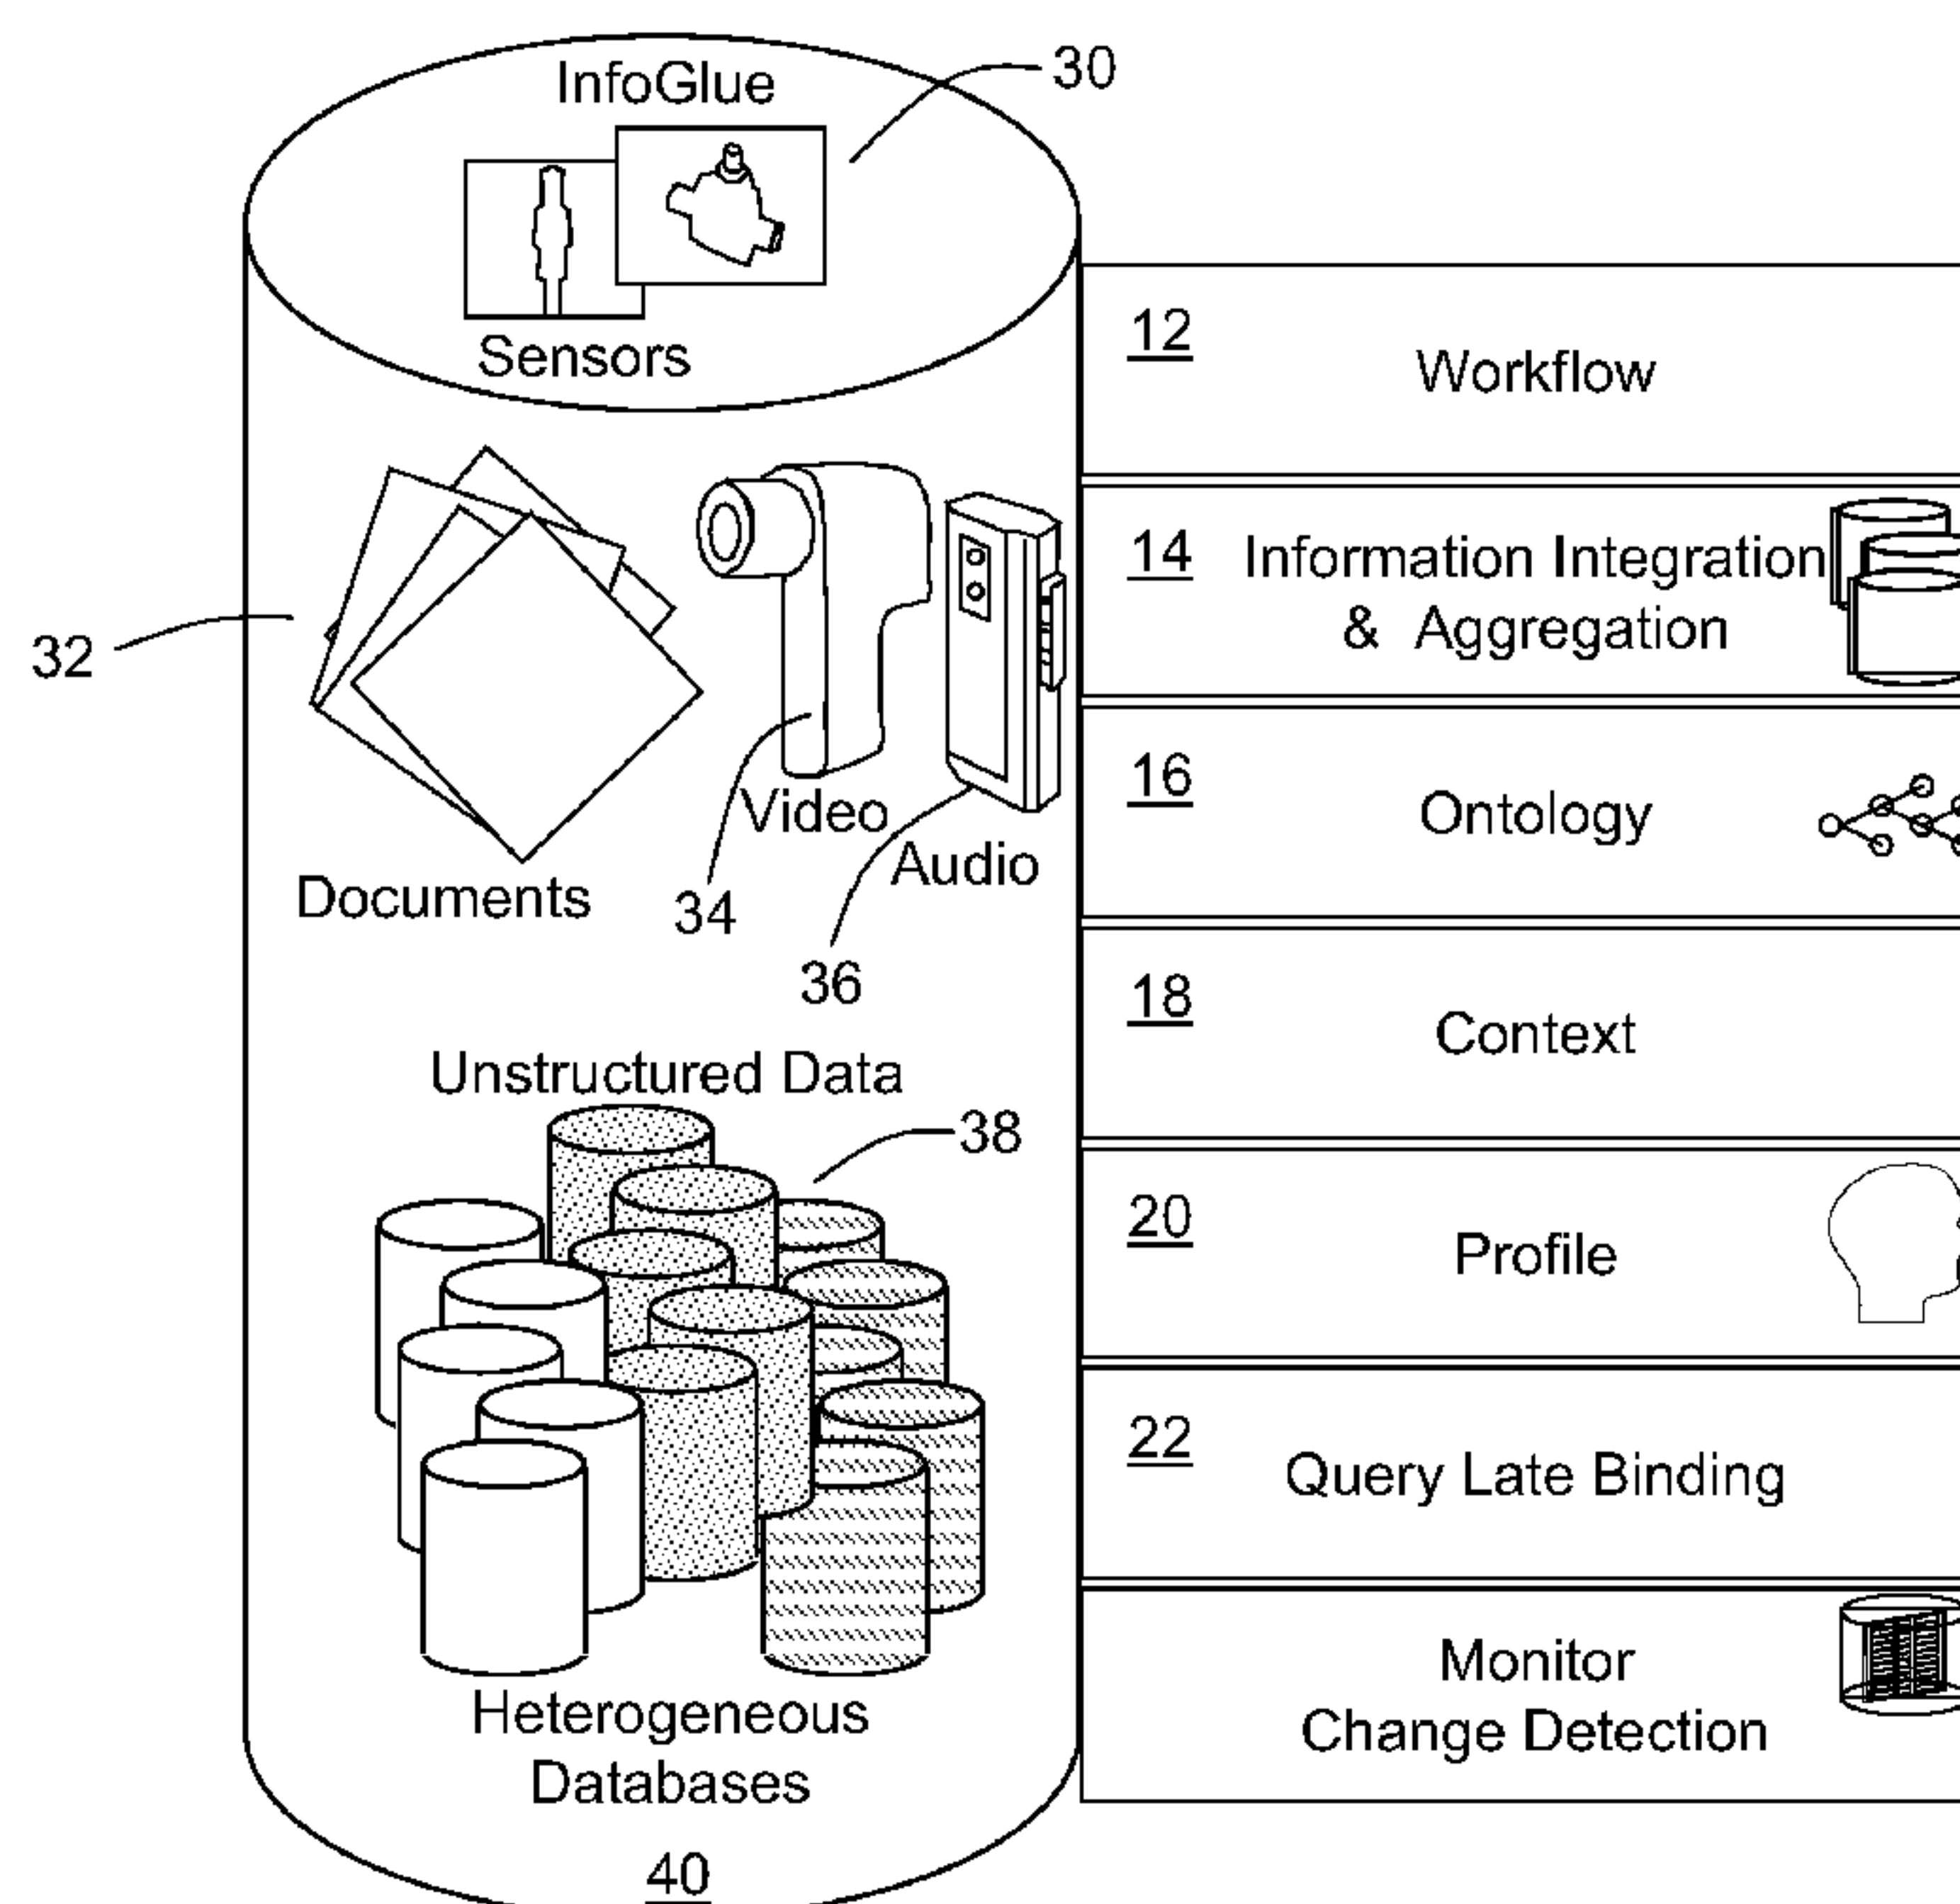 InfoGlue
30
Sensors
32
Documents
Video
34
Audio
36
Unstructured Data
38
Heterogeneous
Databases
40
12
Workflow
14 Information Integration
& Aggregation
16
Ontology
18
Context
20
Profile
22
Query Late Binding
Monitor
Change Detection